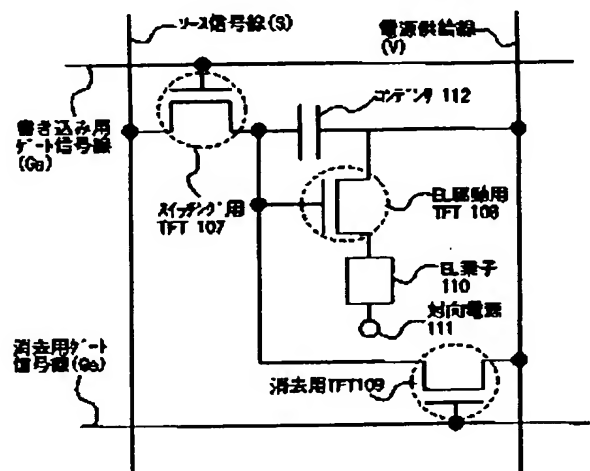 ソース信号線(S)
電源供給線
(V)
コンデンサ 112
書き込み用
ゲート信号線
(Ga)
スイッチング用
TFT 107
EL駆動用
TFT 108
EL素子
110
対向電源
111
消去用ゲート
信号線(Ge)
消去用TFT109